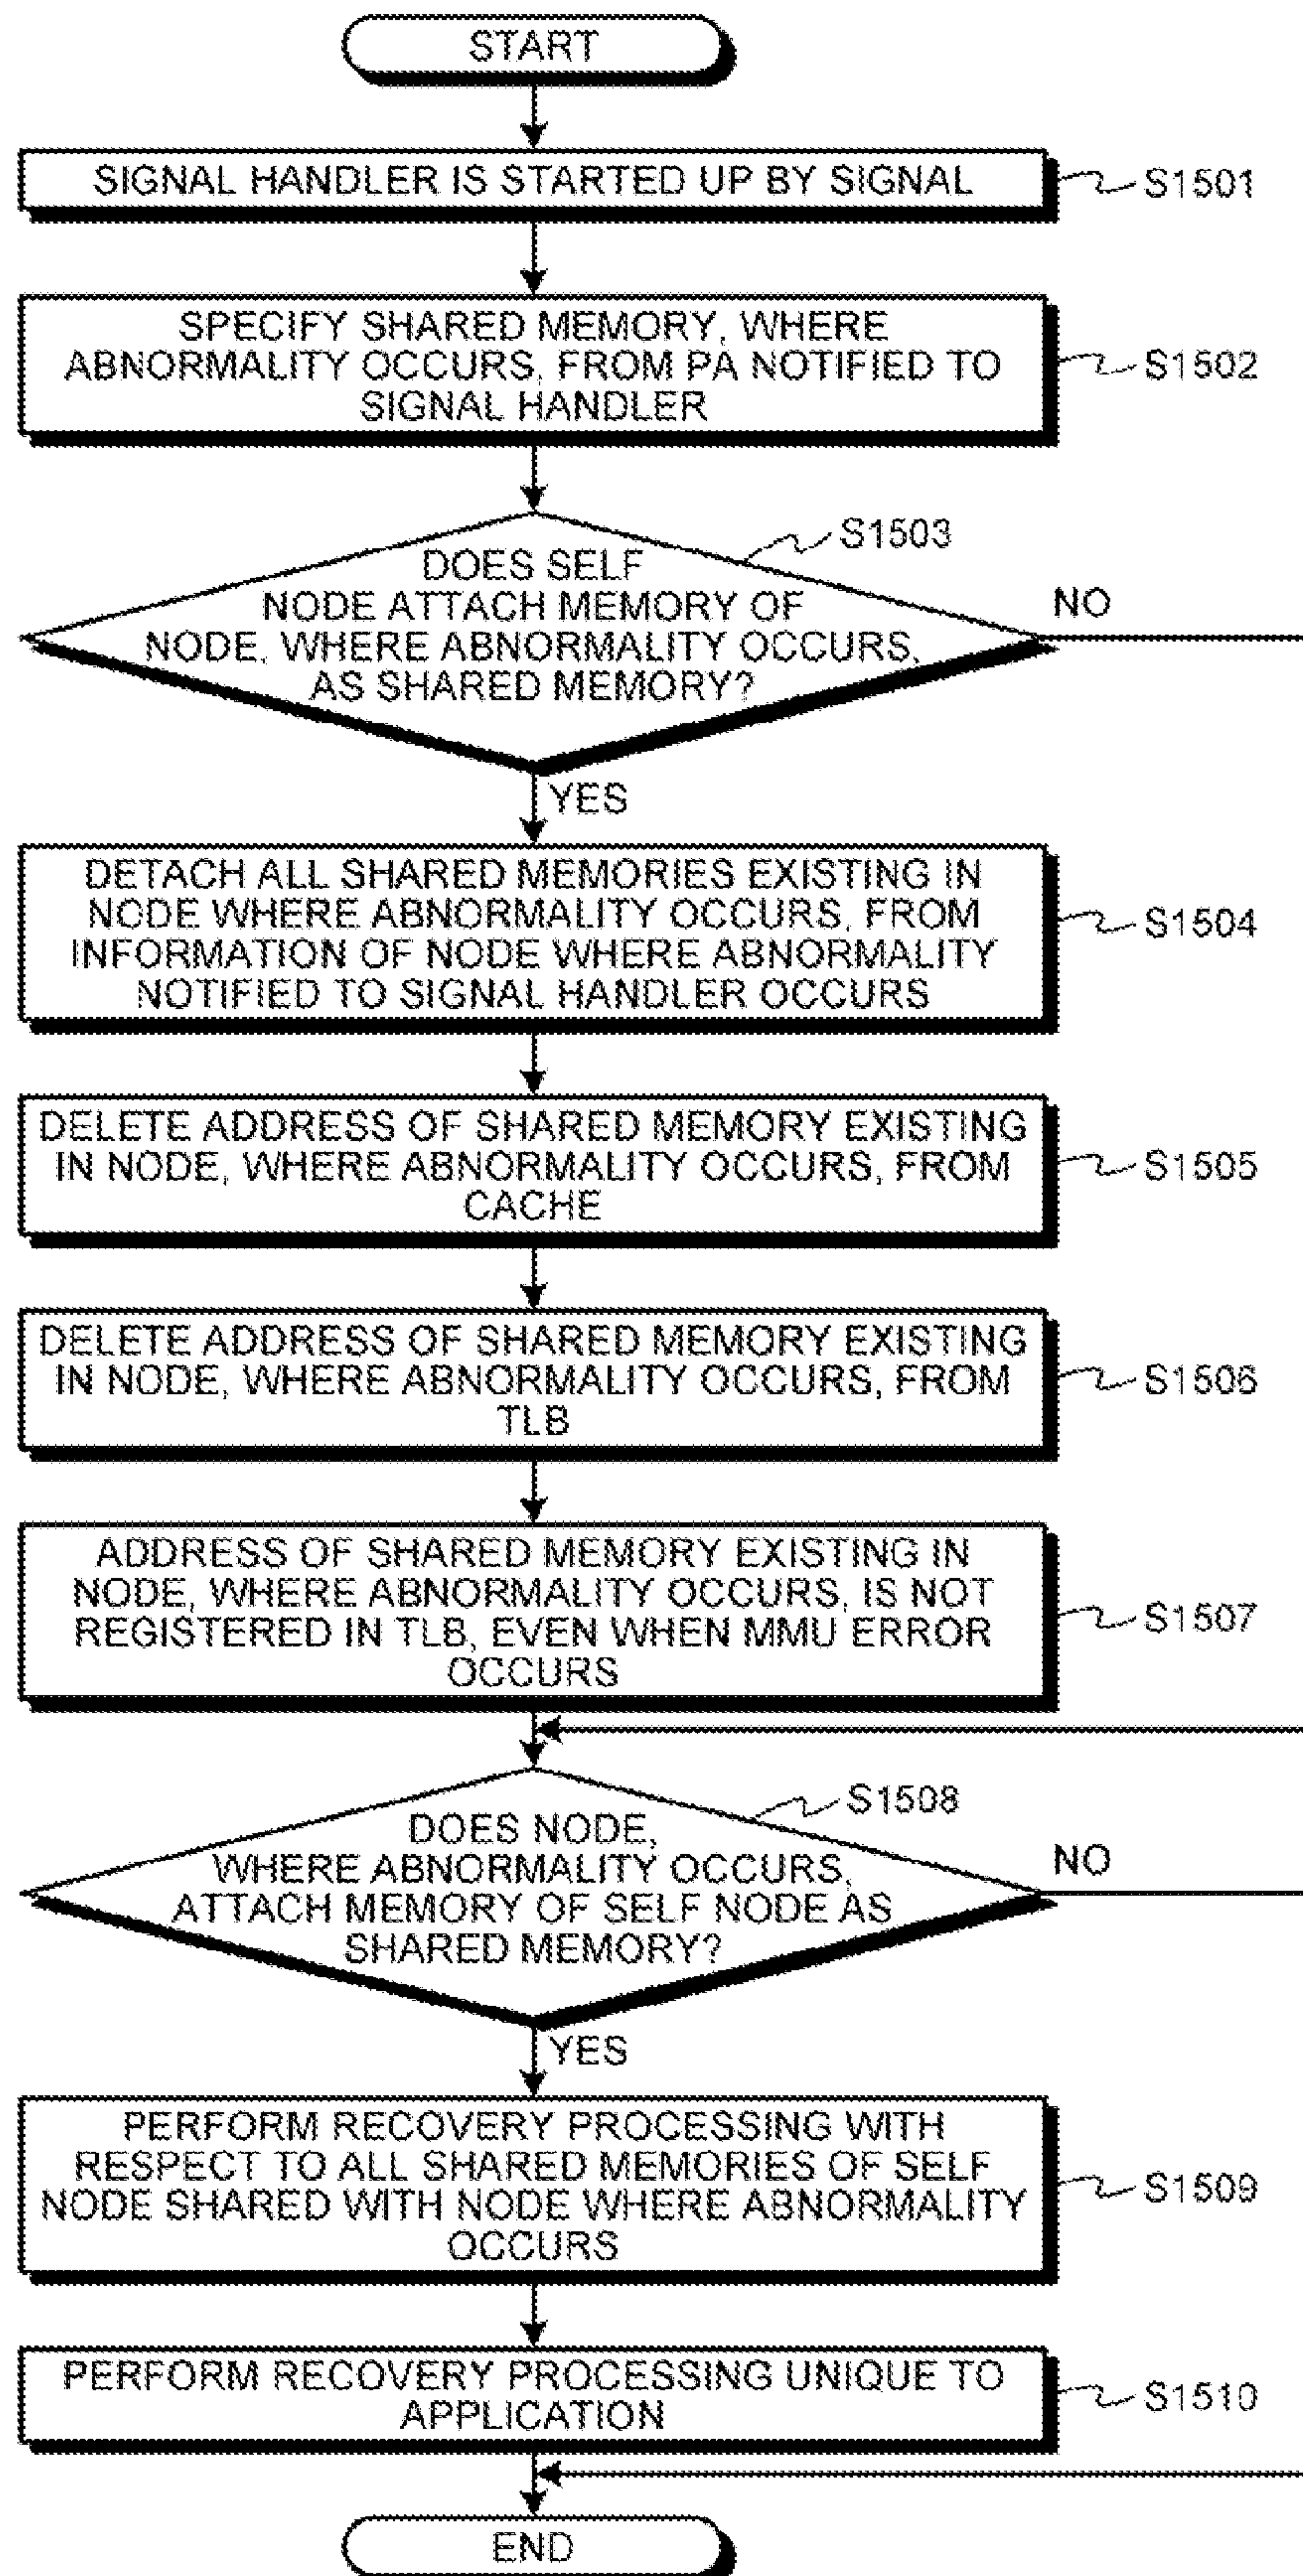 START
SIGNAL HANDLER IS STARTED UP BY SIGNAL
S1501
SPECIFY SHARED MEMORY, WHERE
ABNORMALITY OCCURS, FROM PA NOTIFIED TO
SIGNAL HANDLER
S1502
S1503
DOES SELF
NODE ATTACH MEMORY OF
NODE, WHERE ABNORMALITY OCCURS,
AS SHARED MEMORY?
NO
YES
DETACH ALL SHARED MEMORIES EXISTING IN
NODE WHERE ABNORMALITY OCCURS, FROM
INFORMATION OF NODE WHERE ABNORMALITY
NOTIFIED TO SIGNAL HANDLER OCCURS
S1504
DELETE ADDRESS OF SHARED MEMORY EXISTING
IN NODE, WHERE ABNORMALITY OCCURS, FROM
CACHE
S1505
DELETE ADDRESS OF SHARED MEMORY EXISTING
IN NODE, WHERE ABNORMALITY OCCURS, FROM
TLB
S1506
ADDRESS OF SHARED MEMORY EXISTING IN
NODE, WHERE ABNORMALITY OCCURS, IS NOT
REGISTERED IN TLB, EVEN WHEN MMU ERROR
OCCURS
S1507
S1508
DOES NODE,
WHERE ABNORMALITY OCCURS,
ATTACH MEMORY OF SELF NODE AS
SHARED MEMORY?
NO
YES
PERFORM RECOVERY PROCESSING WITH
RESPECT TO ALL SHARED MEMORIES OF SELF
NODE SHARED WITH NODE WHERE ABNORMALITY
OCCURS
S1509
PERFORM RECOVERY PROCESSING UNIQUE TO
APPLICATION
S1510
END